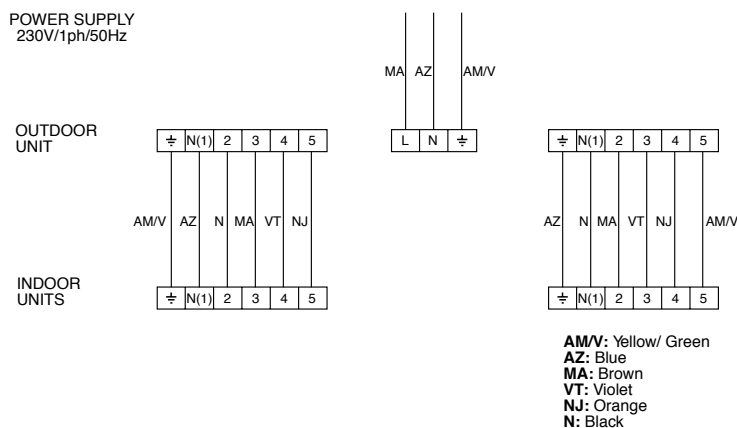 POWER SUPPLY
230V/1ph/50Hz
MA AZ AM/V
OUTDOOR
UNIT
⏚ N(1) 2 3 4 5
L N ⏚
⏚ N(1) 2 3 4 5
AM/V AZ N MA VT NJ
AZ N MA VT NJ AM/V
INDOOR
UNITS
⏚ N(1) 2 3 4 5
⏚ N(1) 2 3 4 5
AM/V: Yellow/ Green
AZ: Blue
MA: Brown
VT: Violet
NJ: Orange
N: Black